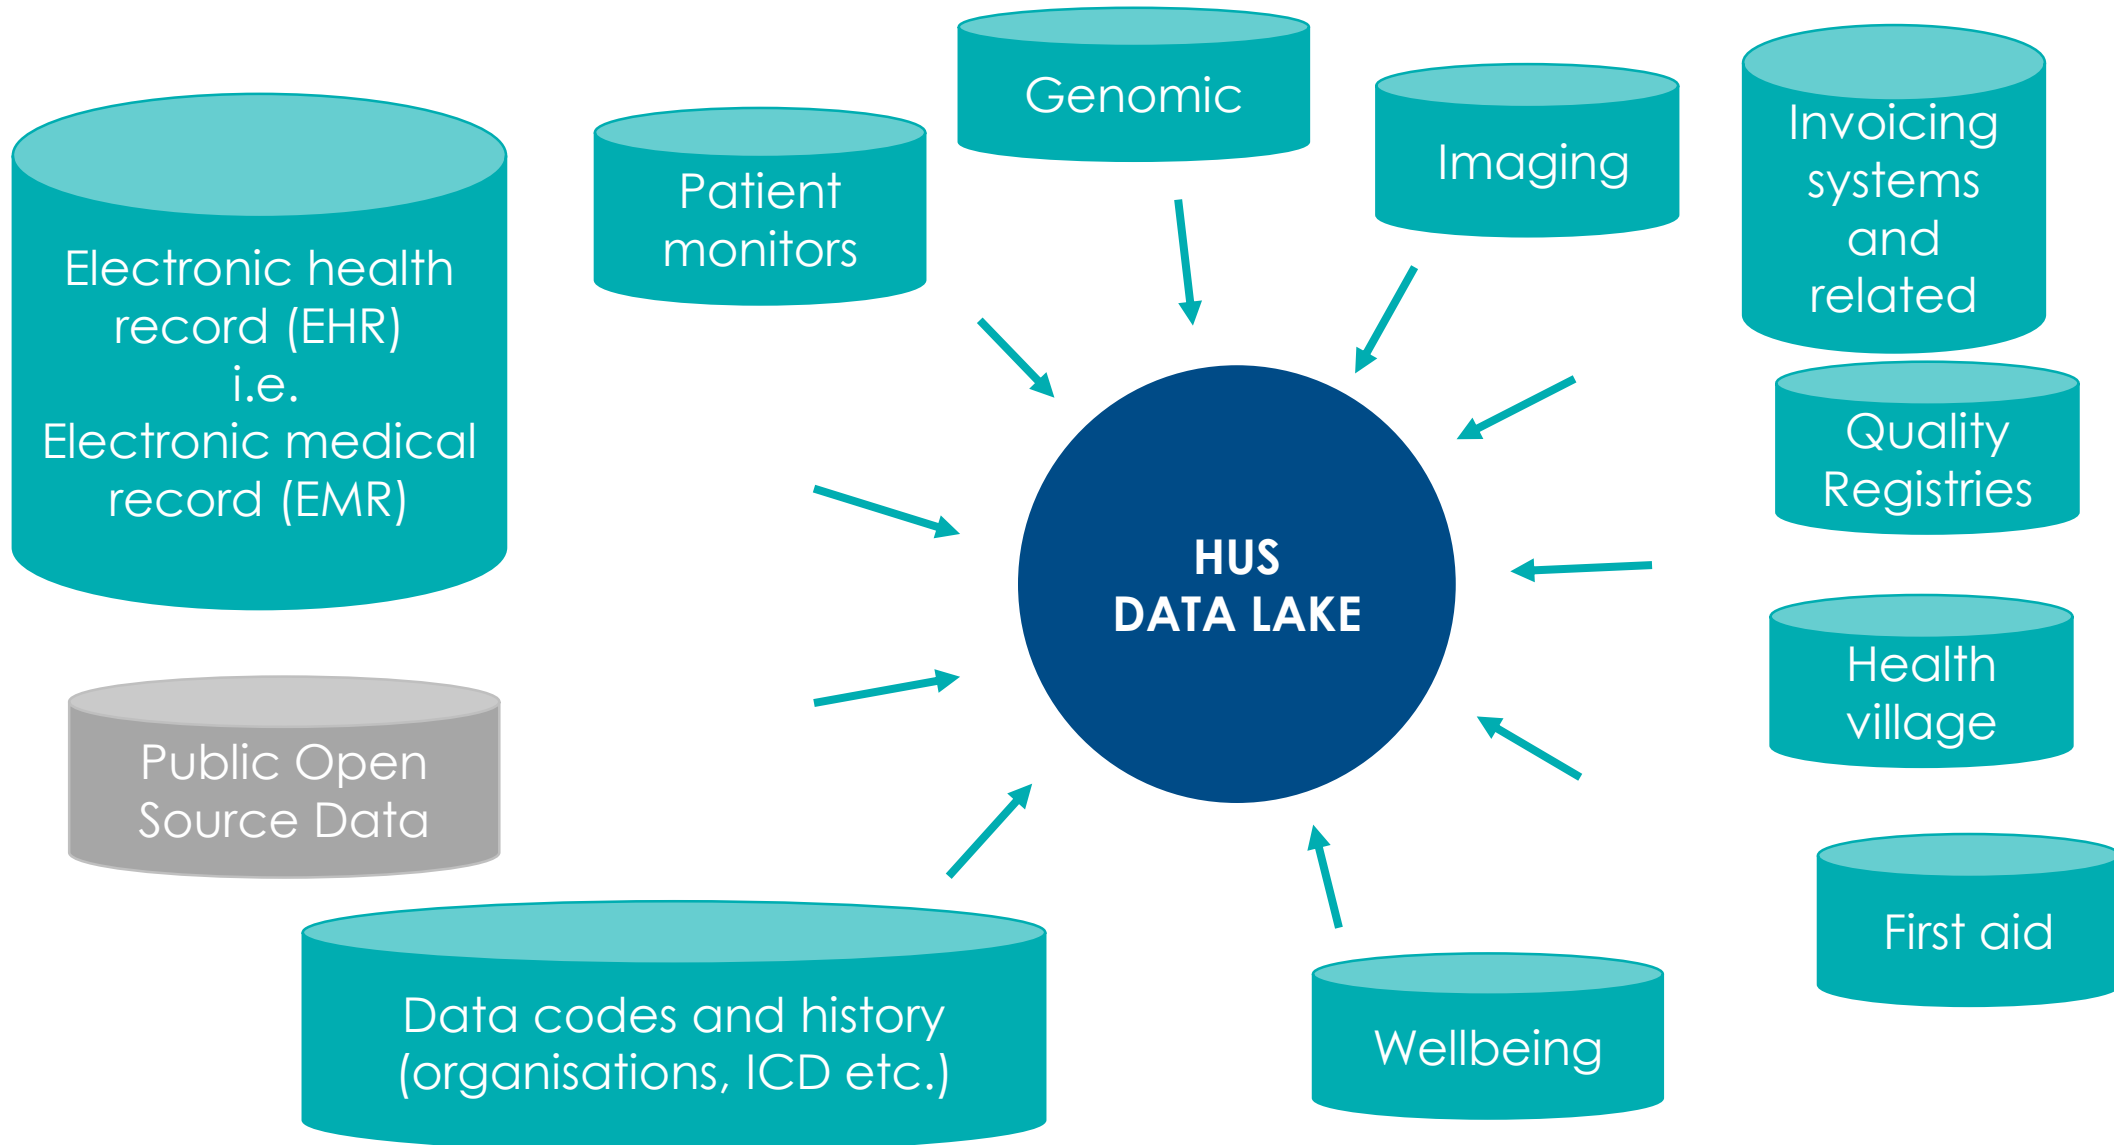 Genomic
Imaging
Invoicing
systems
and
related
Patient
monitors
Electronic health
record (EHR)
i.e.
Electronic medical
record (EMR)
Quality
Registries
HUS
DATA LAKE
Health
village
Public Open
Source Data
First aid
Data codes and history
(organisations, ICD etc.)
Wellbeing